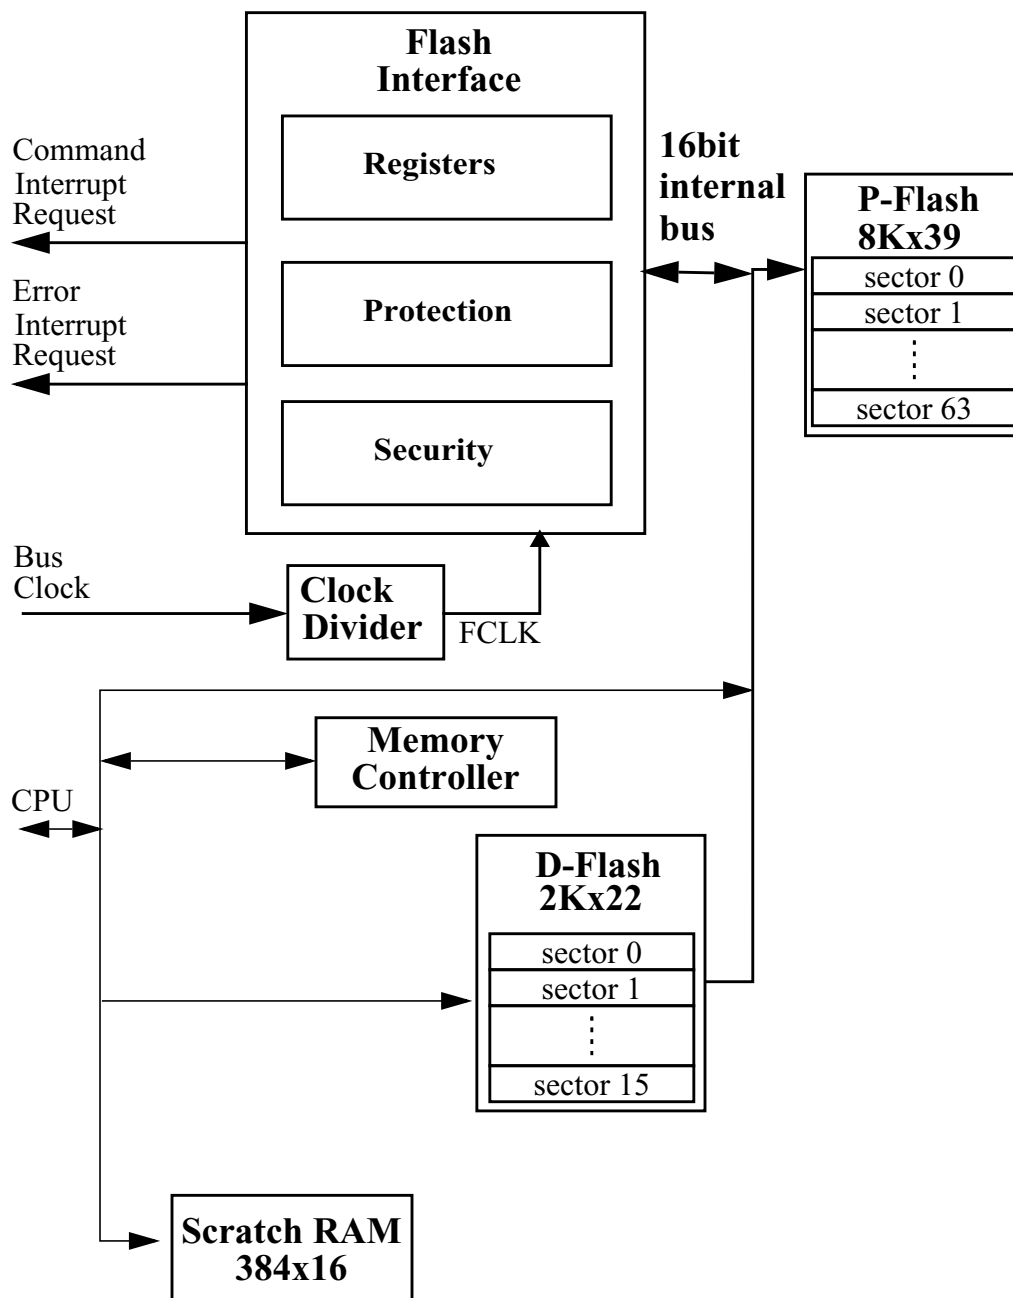 Flash
Interface
Registers
Protection
Security
Command
Interrupt
Request
Error
Interrupt
Request
16bit
internal
bus
P-Flash
8Kx39
sector 0
sector 1
sector 63
Bus
Clock
Clock
Divider
FCLK
Memory
Controller
CPU
D-Flash
2Kx22
sector 0
sector 1
sector 15
Scratch RAM
384x16